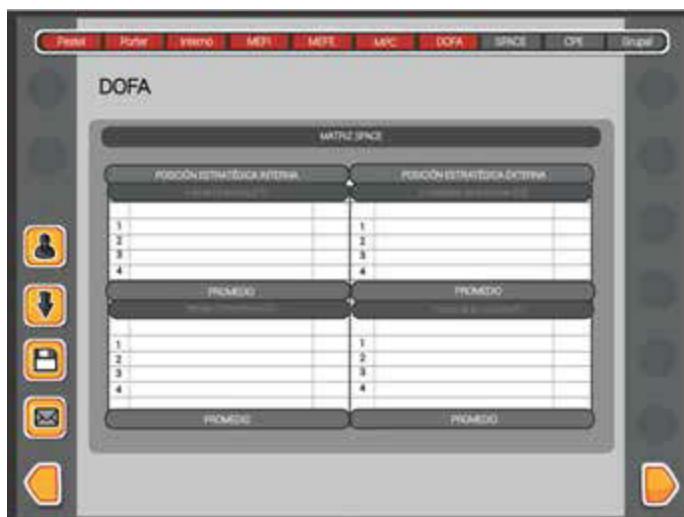 Pestel Porter Interno MEFI MEFE MPC DOFA SPACE CPE Grupal
DOFA
MATRIZ SPACE
POSICIÓN ESTRATÉGICA INTERNA POSICIÓN ESTRATÉGICA EXTERNA
1 1
2 2
3 3
4 4
PROMEDIO PROMEDIO
1 1
2 2
3 3
4 4
PROMEDIO PROMEDIO